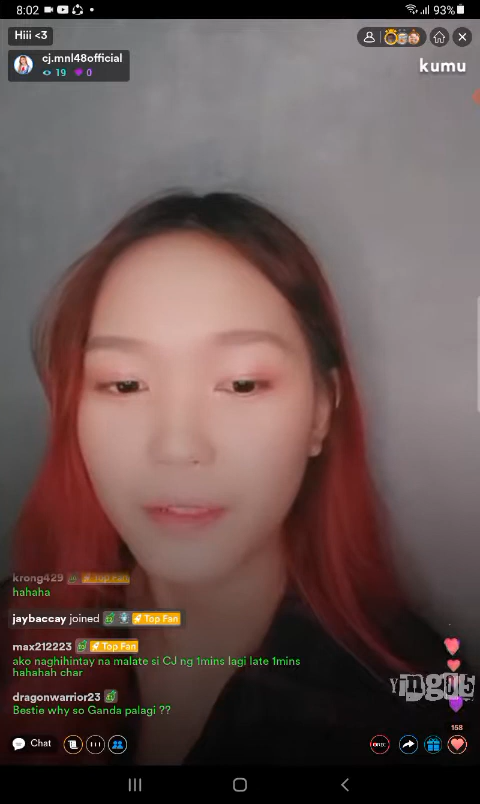 8:02
93%
Hiii <3
cj.mnl48official
19 0
kumu
krong429 Top Fan
hahaha
jaybaccay joined Top Fan
max212223 Top Fan
ako naghihintay na malate si CJ ng 1mins lagi late 1mins
hahahah char
dragonwarrior23
Bestie why so Ganda palagi ??
158
Chat